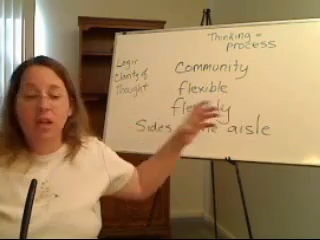 Thinking =
process
Logic
Clarity of
Thought
Community
flexible
Sides
aisle